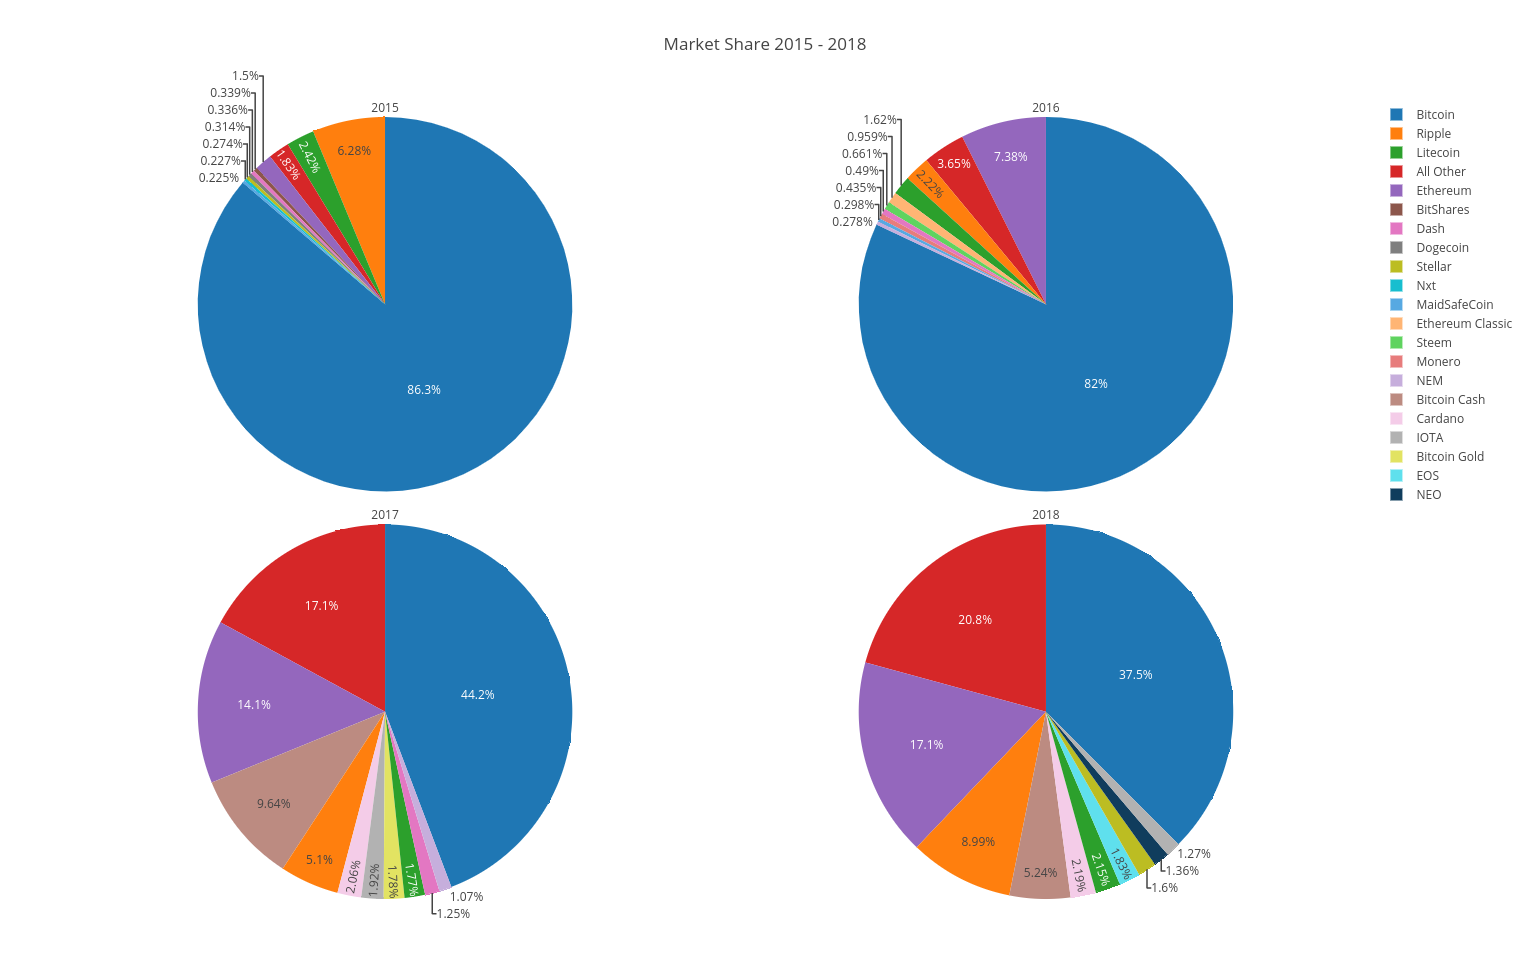 Market Share 2015 - 2018
2015
1.5%
0.339%
0.336%
0.314%
0.274%
0.227%
0.225%
1.83%
2.42%
6.28%
86.3%
2016
1.62%
0.959%
0.661%
0.49%
0.435%
0.298%
0.278%
2.22%
3.65%
7.38%
82%
2017
17.1%
44.2%
14.1%
9.64%
5.1%
2.06%
1.92%
1.78%
1.77%
1.07%
1.25%
2018
20.8%
37.5%
17.1%
8.99%
5.24%
2.19%
2.15%
1.83%
1.27%
1.36%
1.6%
Bitcoin
Ripple
Litecoin
All Other
Ethereum
BitShares
Dash
Dogecoin
Stellar
Nxt
MaidSafeCoin
Ethereum Classic
Steem
Monero
NEM
Bitcoin Cash
Cardano
IOTA
Bitcoin Gold
EOS
NEO